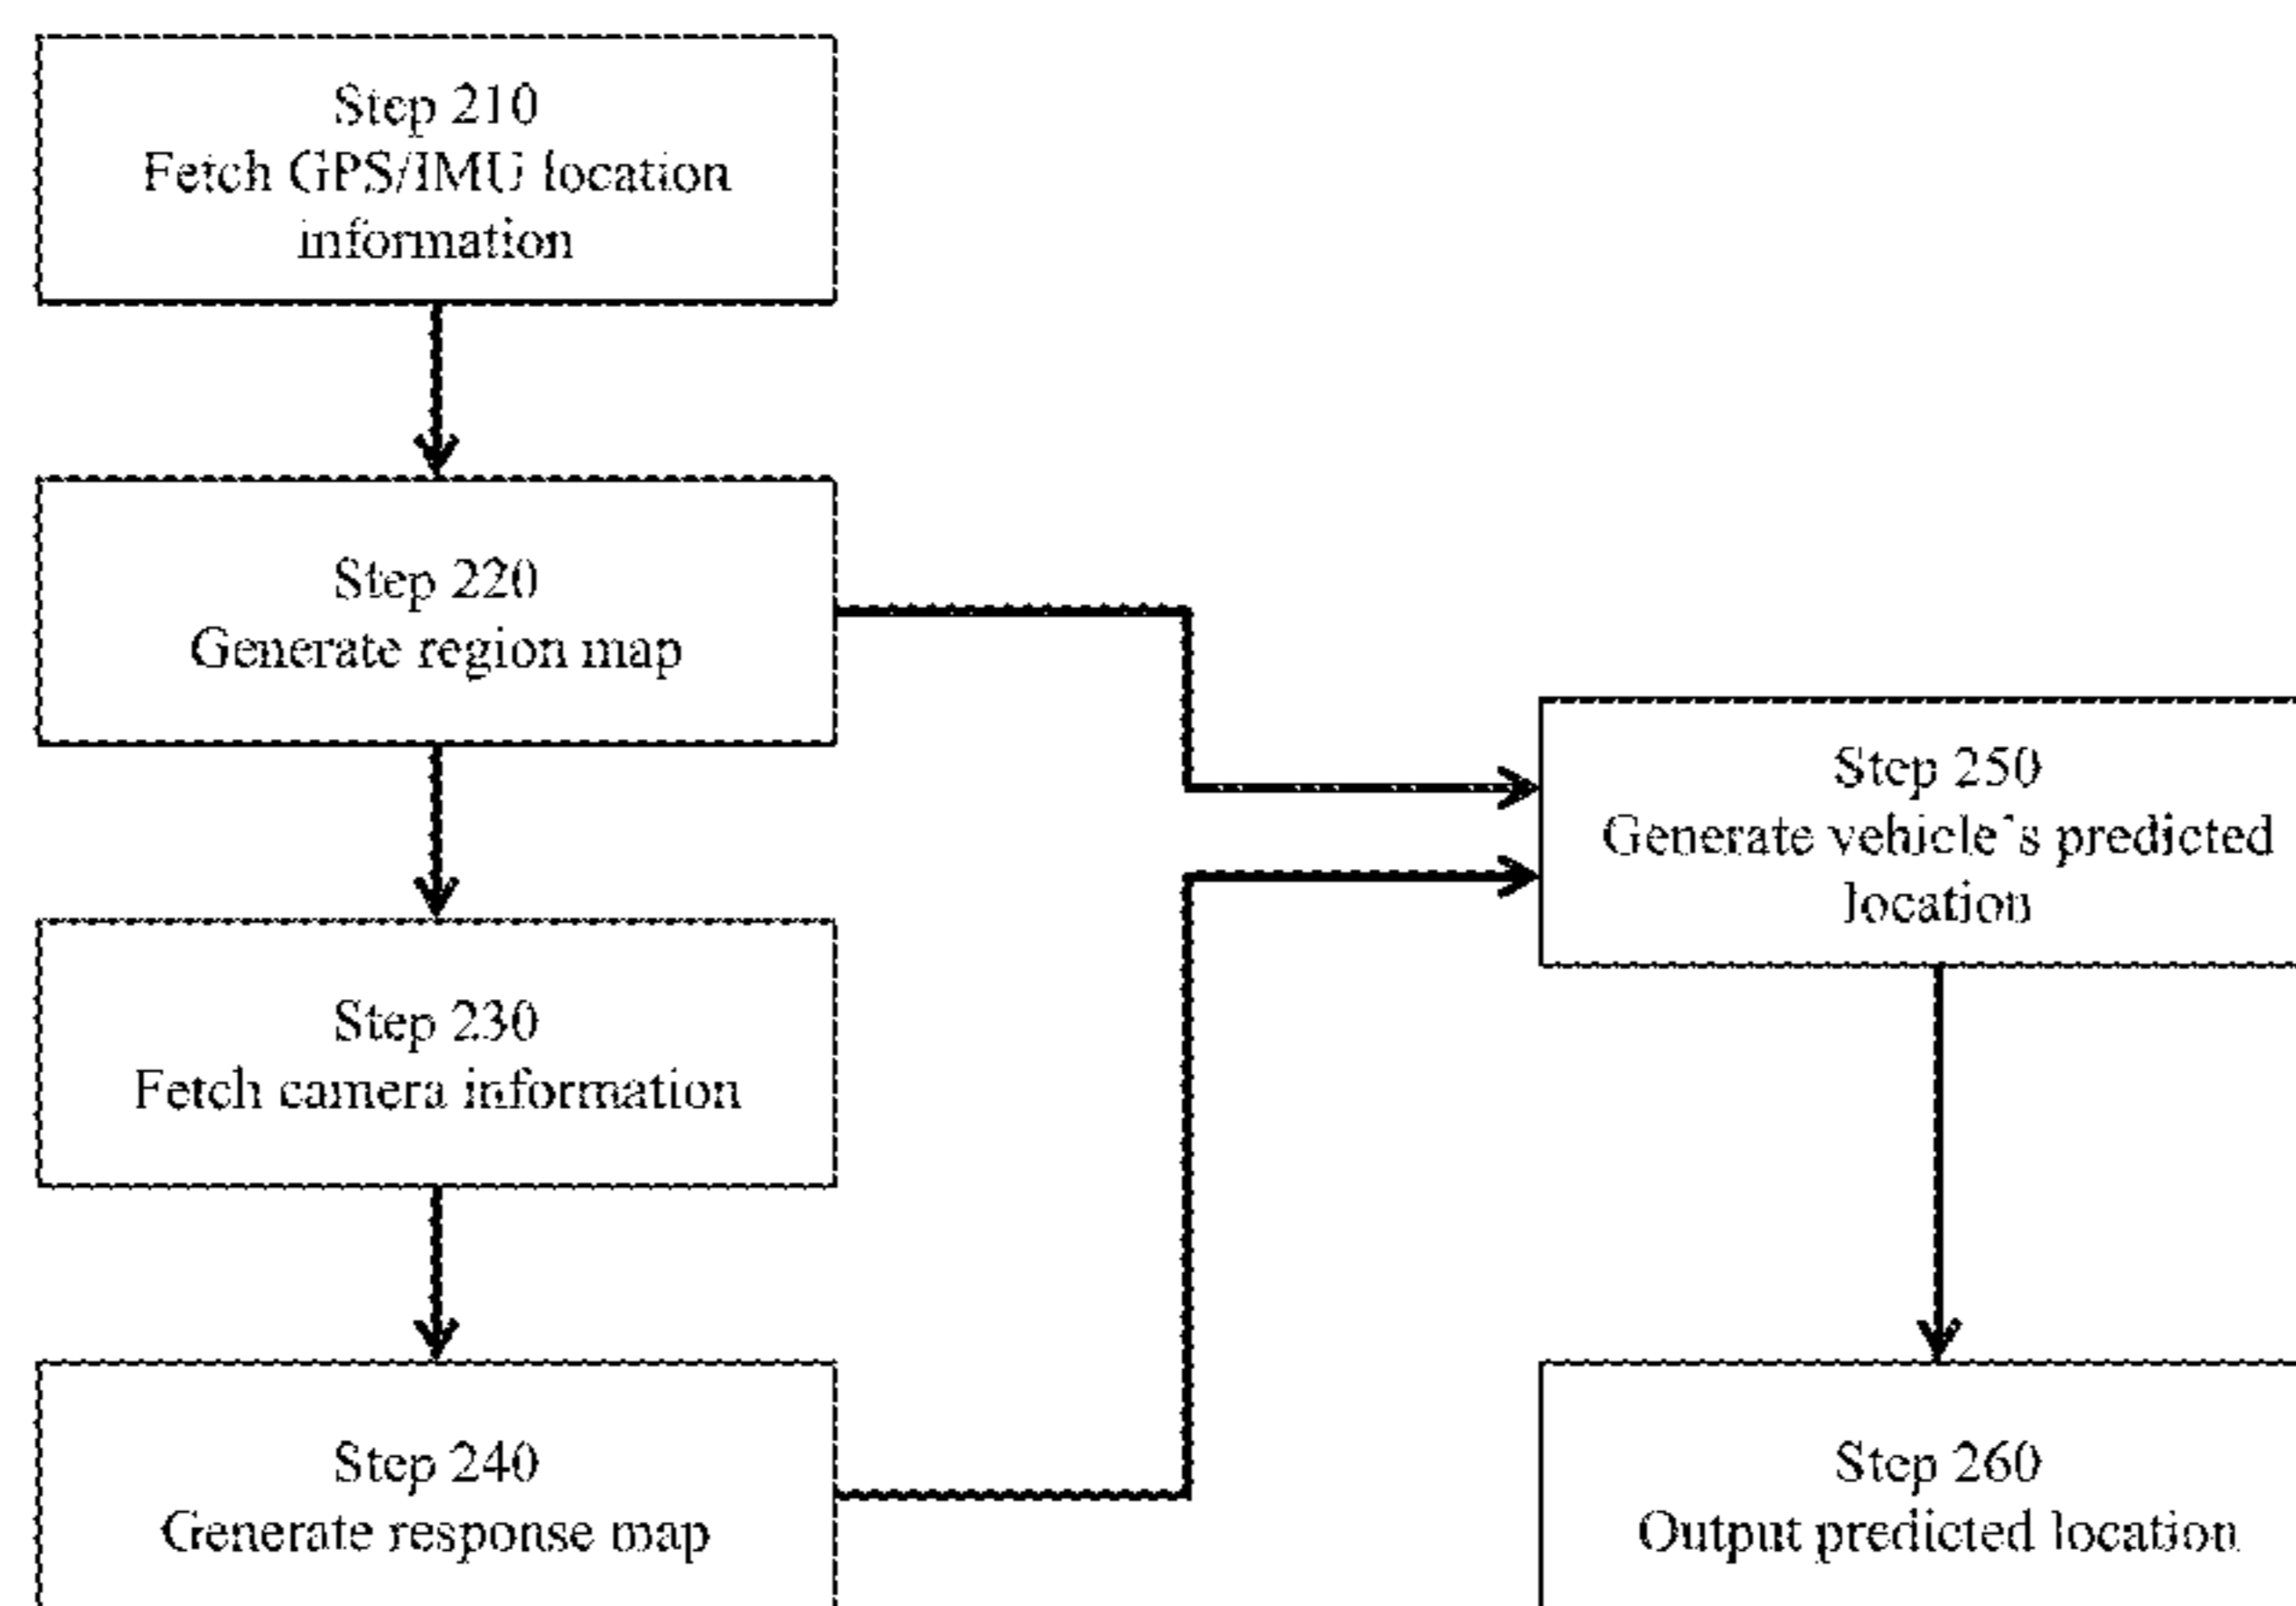 Step 210
Fetch GPS/IMU location
information
Step 220
Generate region map
Step 230
Fetch camera information
Step 240
Generate response map
Step 250
Generate vehicle`s predicted
location
Step 260
Output predicted location